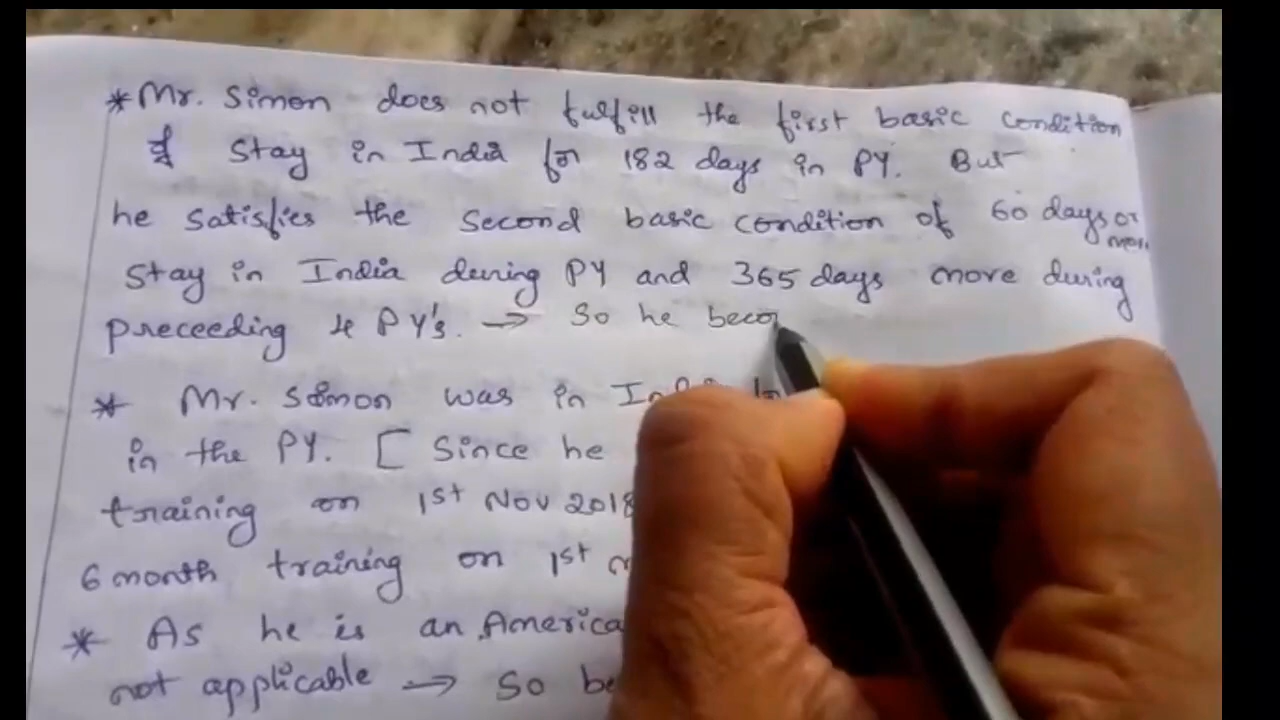 * Mr. Simon does not fulfill the first basic condition
of stay in India for 182 days in PY. But
he satisfies the second basic condition of 60 days or more
stay in India during PY and 365 days more during
preceeding 4 PY's. → So he beco
* Mr. Simon was in
in the PY. [ Since he
training on 1st Nov 2018
6 month training on 1st
* As he is an America
not applicable → So be